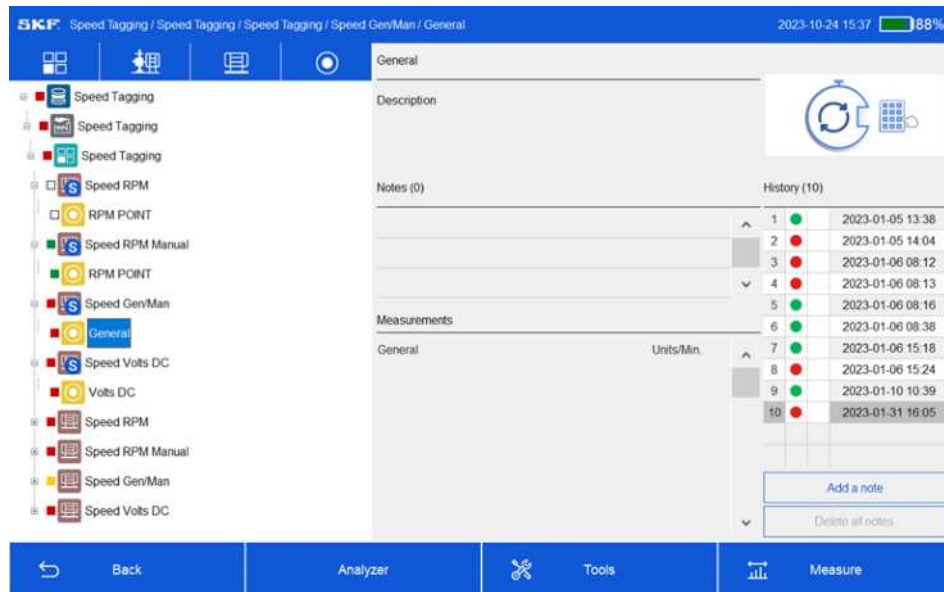 SKF. Speed Tagging / Speed Tagging / Speed Tagging / Speed Gen/Man / General
2023-10-24 15:37 88%
General
Speed Tagging
Description
Speed Tagging
Speed Tagging
Speed RPM
Notes (0)
History (10)
RPM POINT
1 2023-01-05 13:38
Speed RPM Manual
2 2023-01-05 14:04
3 2023-01-06 08:12
RPM POINT
4 2023-01-06 08:13
Speed Gen/Man
5 2023-01-06 08:16
Measurements
6 2023-01-06 08:38
General
General Units/Min.
7 2023-01-06 15:18
Speed Volts DC
8 2023-01-06 15:24
Volts DC
9 2023-01-10 10:39
10 2023-01-31 16:05
Speed RPM
Speed RPM Manual
Speed Gen/Man
Add a note
Speed Volts DC
Delete all notes
Back
Analyzer
Tools
Measure